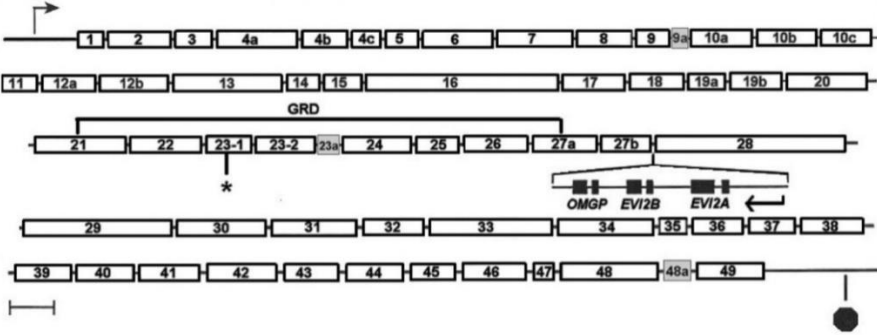 1 2 3 4a 4b 4c 5 6 7 8 9 9a 10a 10b 10c
11 12a 12b 13 14 15 16 17 18 19a 19b 20
GRD
21 22 23-1 23-2 23a 24 25 26 27a 27b 28
*
OMGP EVI2B EVI2A
29 30 31 32 33 34 35 36 37 38
39 40 41 42 43 44 45 46 47 48 48a 49